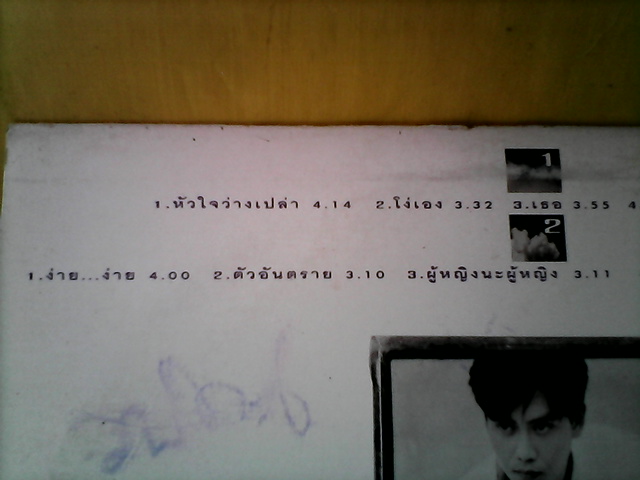 1
1.หัวใจว่างเปล่า 4.14 2.โง่เอง 3.32 3.เธอ 3.55 4
2
1.ง่าย...ง่าย 4.00 2.ตัวอันตราย 3.10 3.ผู้หญิงนะผู้หญิง 3.11